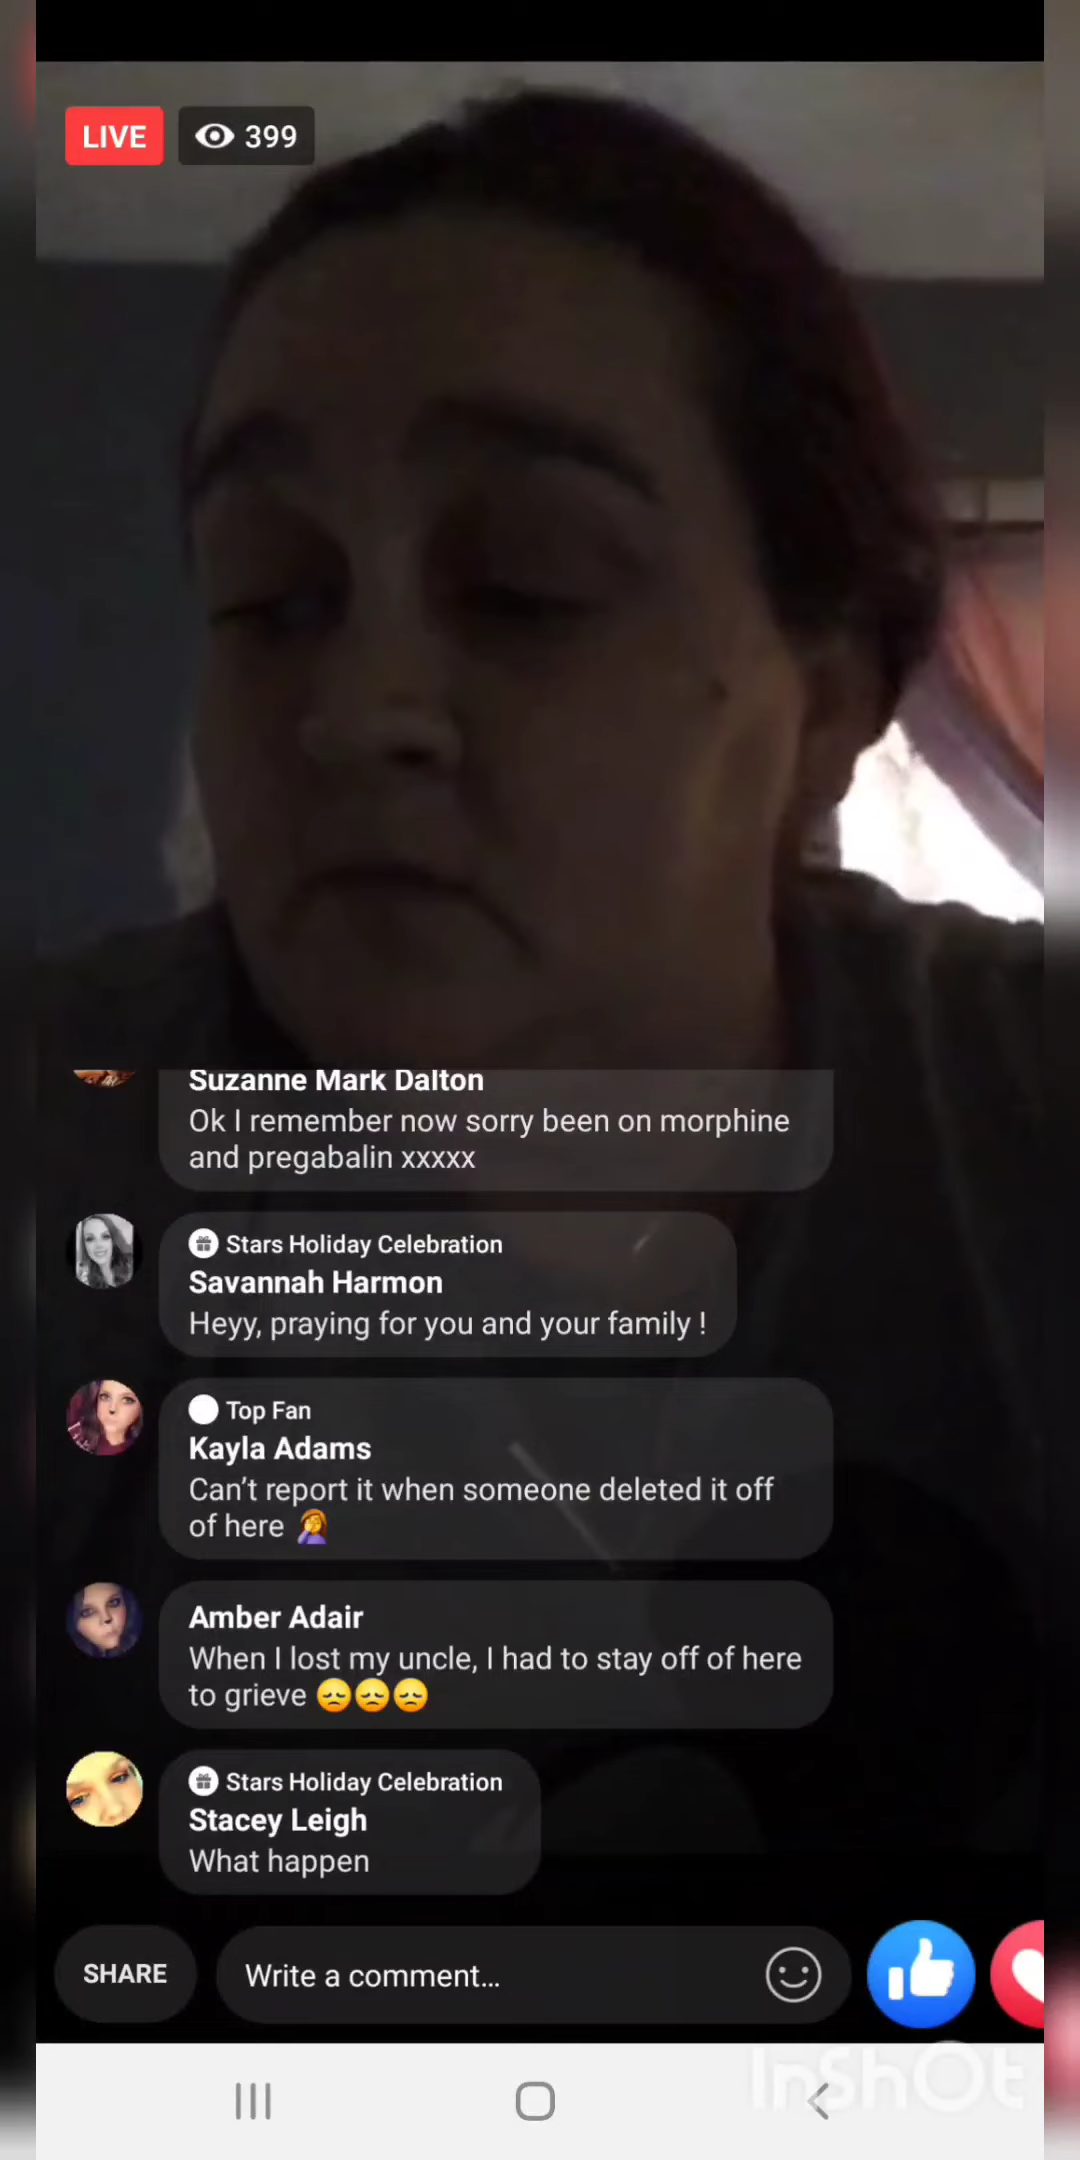 LIVE 399
Suzanne Mark Dalton
Ok I remember now sorry been on morphine
and pregabalin xxxxx
Stars Holiday Celebration
Savannah Harmon
Heyy, praying for you and your family !
Top Fan
Kayla Adams
Can't report it when someone deleted it off
of here 🤦‍♀️
Amber Adair
When I lost my uncle, I had to stay off of here
to grieve 😞😞😞
Stars Holiday Celebration
Stacey Leigh
What happen
SHARE Write a comment...
InShOt